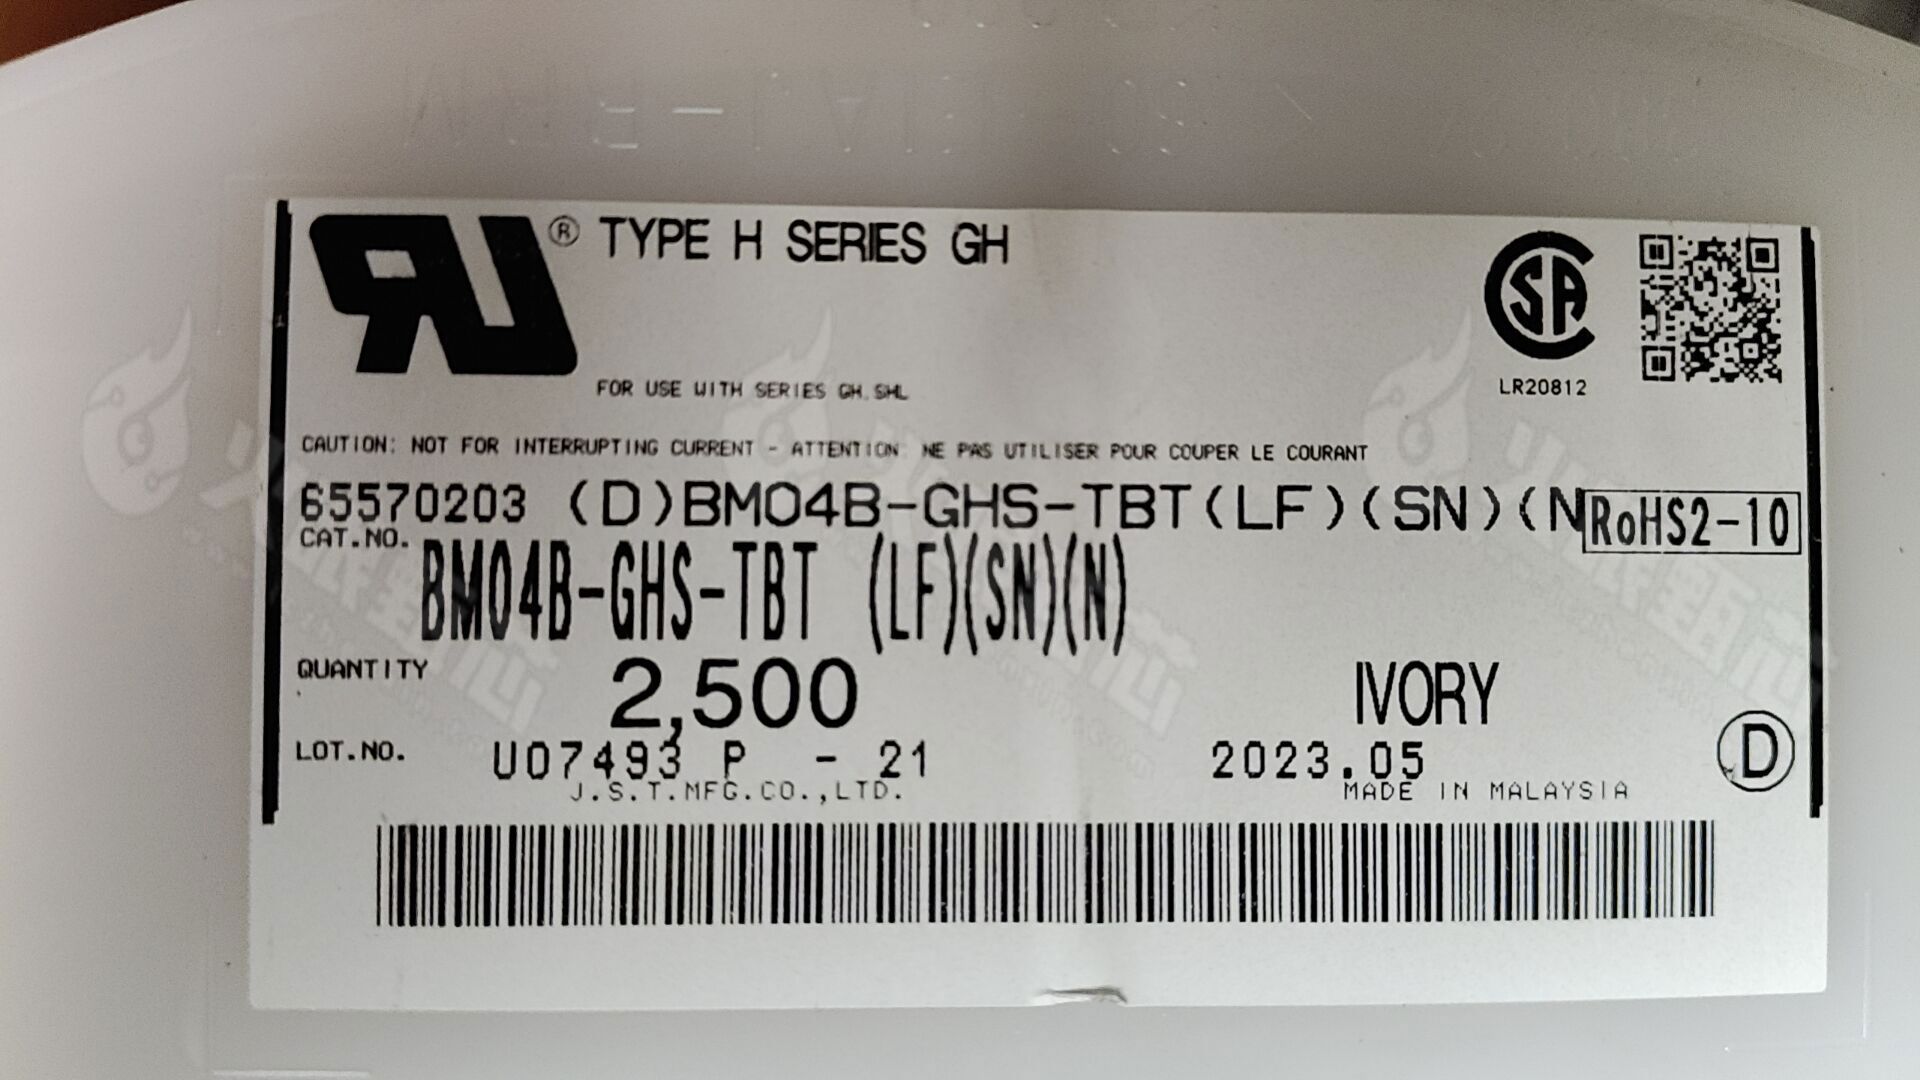 ® TYPE H SERIES GH
FOR USE WITH SERIES GH.SHL
LR20812
CAUTION: NOT FOR INTERRUPTING CURRENT - ATTENTION: NE PAS UTILISER POUR COUPER LE COURANT
65570203 (D)BM04B-GHS-TBT(LF)(SN)(N
RoHS2-10
CAT.NO. BM04B-GHS-TBT (LF)(SN)(N)
QUANTITY 2,500 IVORY
LOT.NO. U07493 P - 21 2023.05 D
J.S.T.MFG.CO.,LTD. MADE IN MALAYSIA